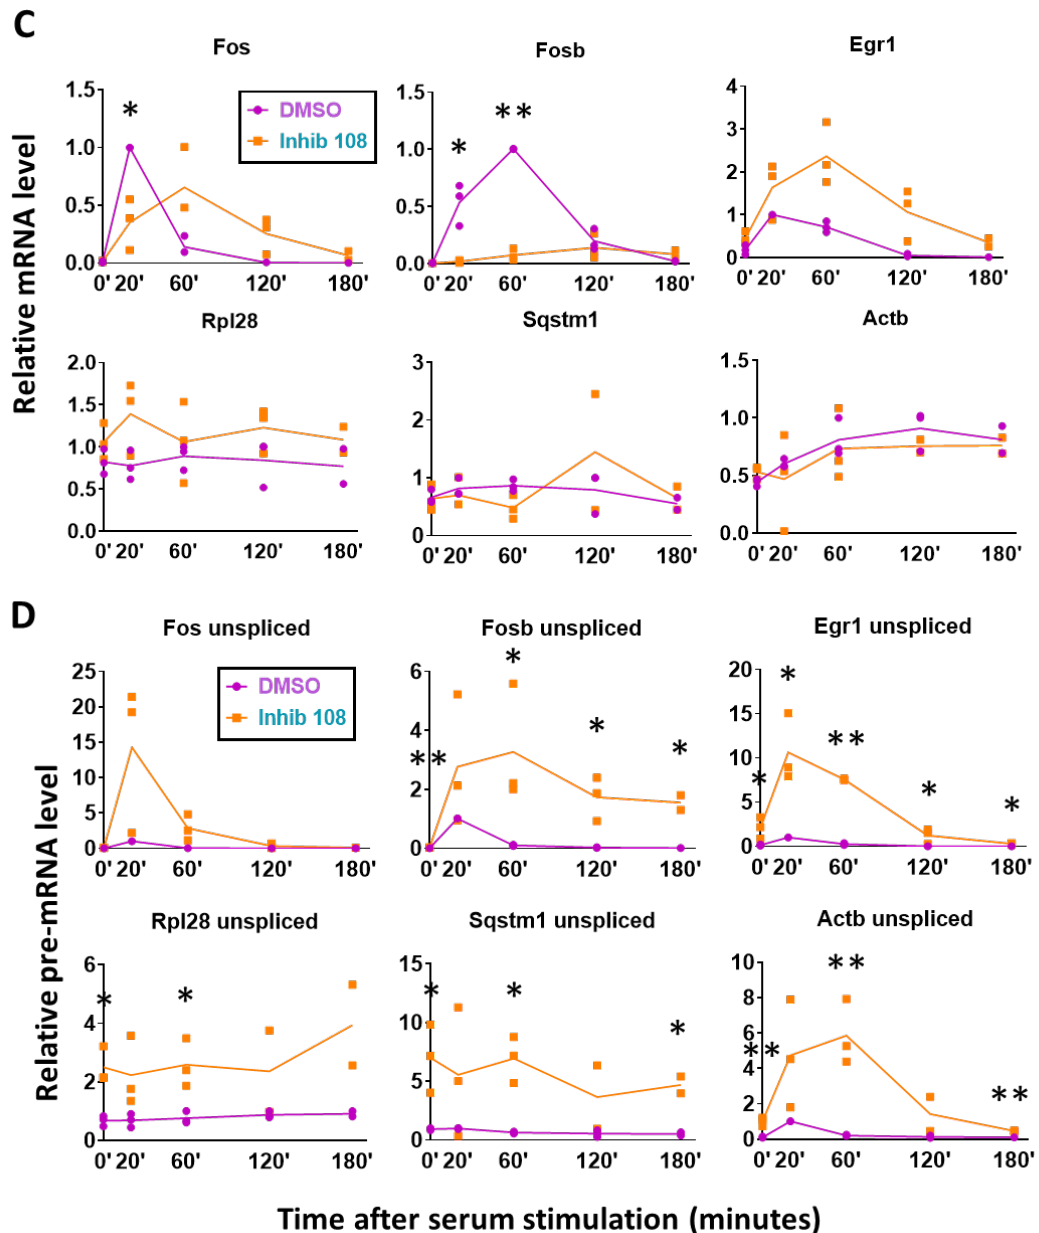 C
Fos
Fosb
Egr1
Relative mRNA level
1.5
1.0
0.5
0.0
*
DMSO
Inhib 108
0' 20' 60' 120' 180'
1.5
1.0
0.5
0.0
*
**
0' 20' 60' 120' 180'
4
3
2
1
0
0' 20' 60' 120' 180'
Rpl28
Sqstm1
Actb
2.0
1.5
1.0
0.5
0.0
0' 20' 60' 120' 180'
3
2
1
0
0' 20' 60' 120' 180'
1.5
1.0
0.5
0.0
0' 20' 60' 120' 180'
D
Fos unspliced
Fosb unspliced
Egr1 unspliced
Relative pre-mRNA level
25
20
15
10
5
0
DMSO
Inhib 108
0' 20' 60' 120' 180'
6
4
2
0
**
*
*
*
0' 20' 60' 120' 180'
20
15
10
5
0
*
*
**
*
*
0' 20' 60' 120' 180'
Rpl28 unspliced
Sqstm1 unspliced
Actb unspliced
6
4
2
0
*
*
0' 20' 60' 120' 180'
15
10
5
0
*
*
*
0' 20' 60' 120' 180'
10
8
6
4
2
0
**
**
**
0' 20' 60' 120' 180'
Time after serum stimulation (minutes)